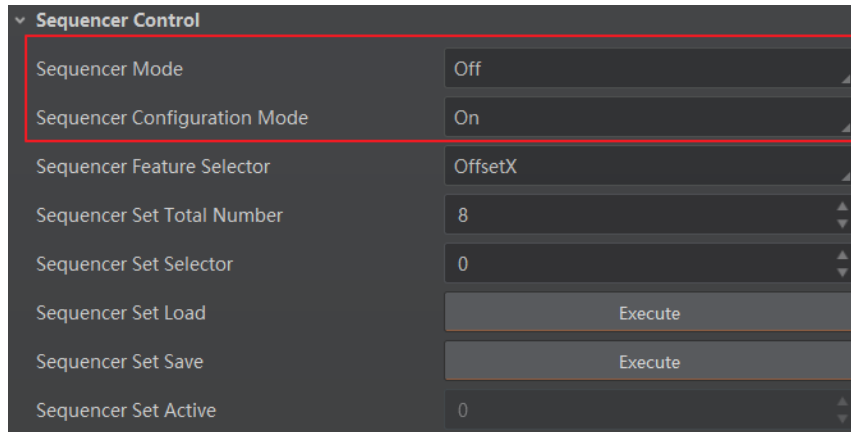 Sequencer Control
Sequencer Mode Off
Sequencer Configuration Mode On
Sequencer Feature Selector OffsetX
Sequencer Set Total Number 8
Sequencer Set Selector 0
Sequencer Set Load Execute
Sequencer Set Save Execute
Sequencer Set Active 0